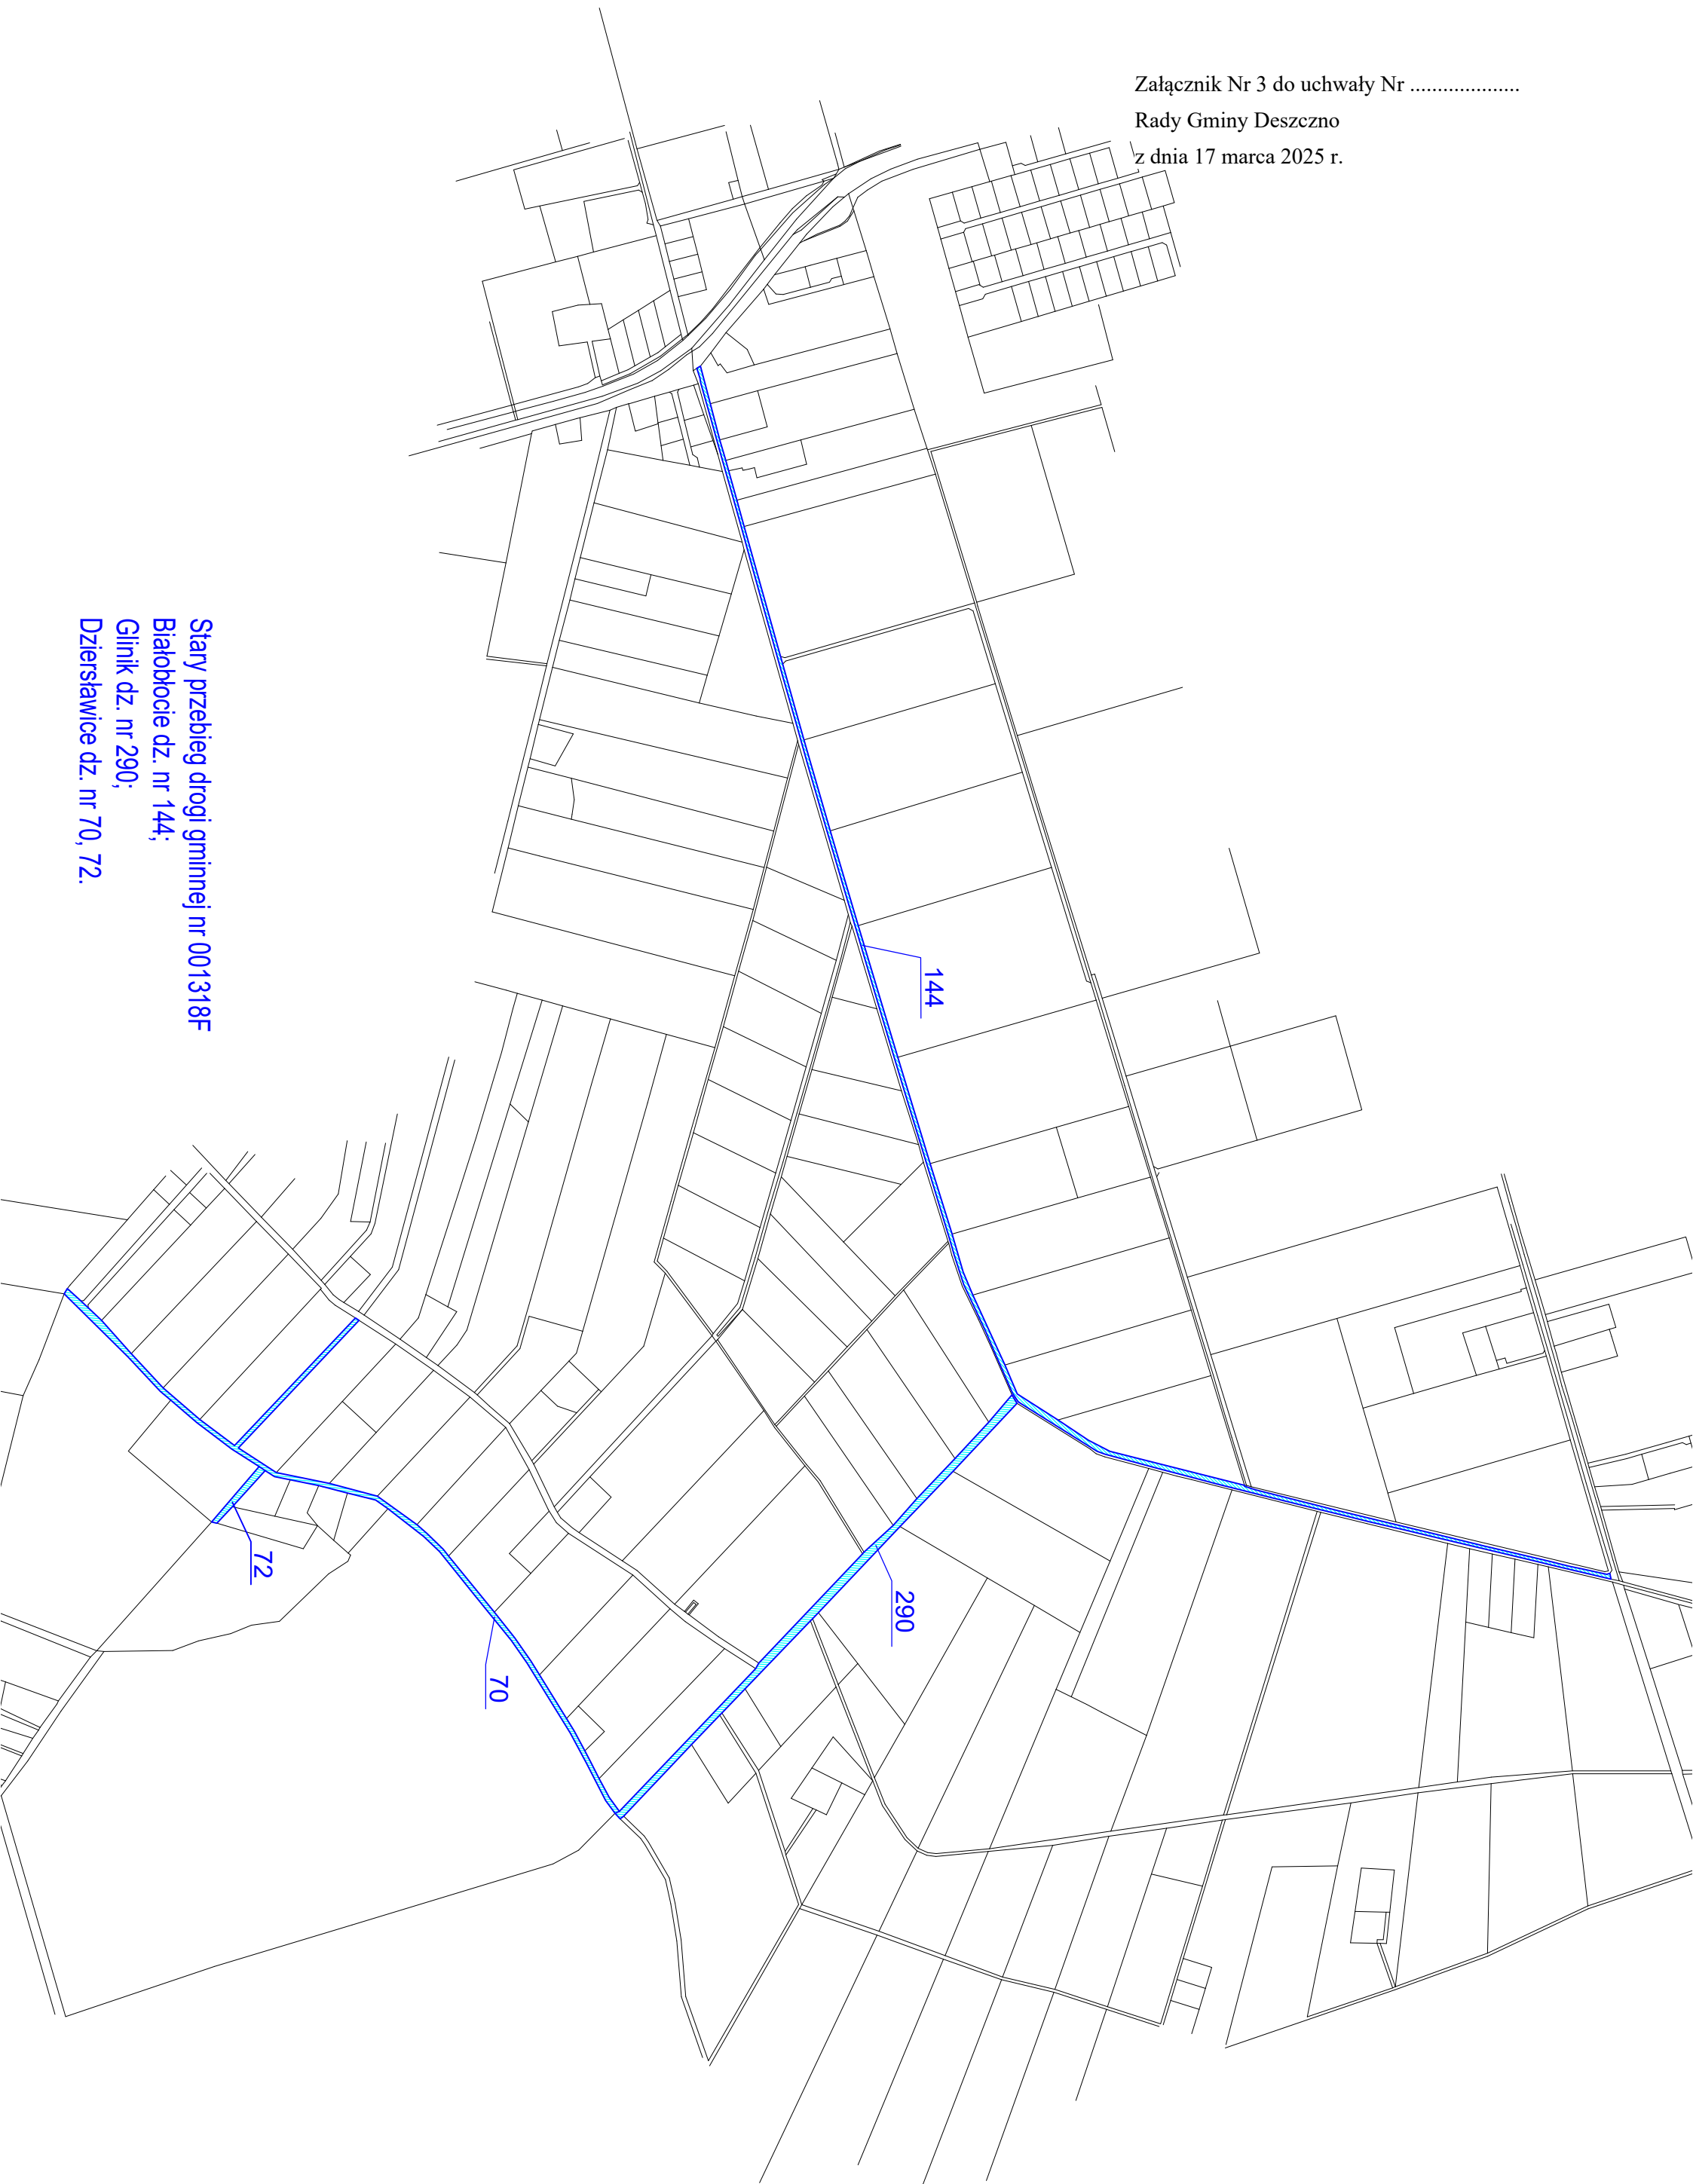 Załącznik Nr 3 do uchwały Nr ....................
Rady Gminy Deszczno
z dnia 17 marca 2025 r.
144
290
72
70
Stary przebieg drogi gminnej nr 001318F
Białobłocie dz. nr 144;
Glinik dz. nr 290;
Dziersławice dz. nr 70, 72.